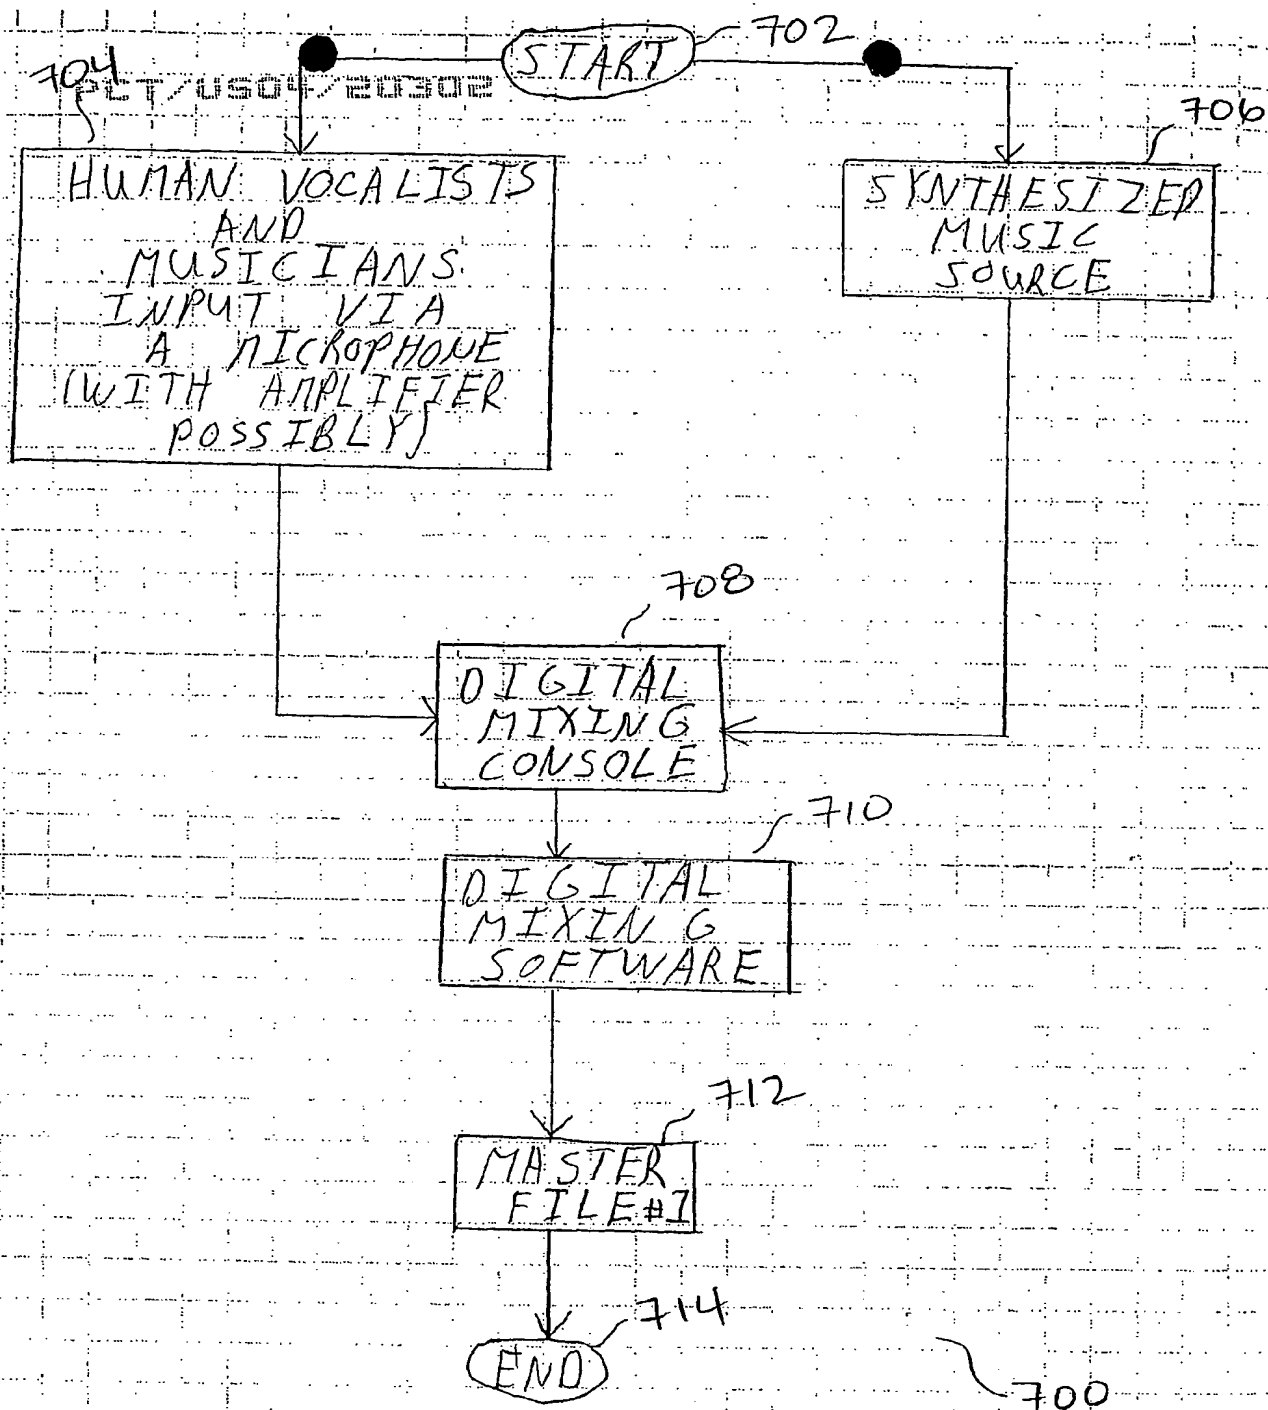 702
START
704
PCT/US04/20302
706
HUMAN VOCALISTS
AND
MUSICIANS
INPUT VIA
A MICROPHONE
(WITH AMPLIFIER
POSSIBLY)
SYNTHESIZED
MUSIC
SOURCE
708
DIGITAL
MIXING
CONSOLE
710
DIGITAL
MIXING
SOFTWARE
712
MASTER
FILE#1
714
END
700